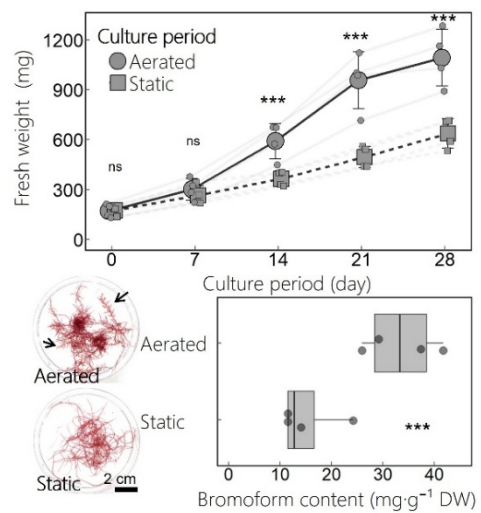 1200
900
600
300
0
Fresh weight (mg)
Culture period
Aerated
Static
ns
ns
***
***
***
0 7 14 21 28
Culture period (day)
Aerated
Static
2 cm
Aerated
Static
***
0 10 20 30 40
Bromoform content (mg·g⁻¹ DW)